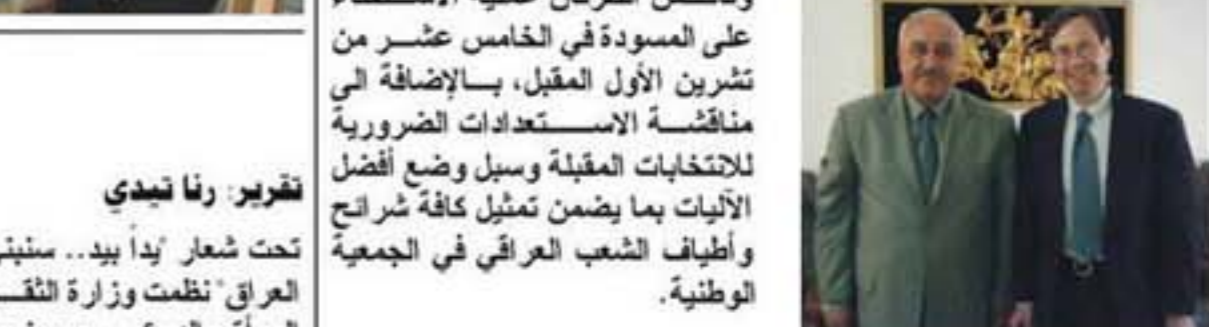 على المسودة في الخامس عشر من
تشرين الأول المقبل، بالإضافة الى
مناقشة الاستعدادات الضرورية
للانتخابات المقبلة وسبل وضع أفضل
الآليات بما يضمن تمثيل كافة شرائح
وأطياف الشعب العراقي في الجمعية
الوطنية.
تقرير: رنا تيدي
تحت شعار "يداً بيد.. سنبني
العراق" نظمت وزارة